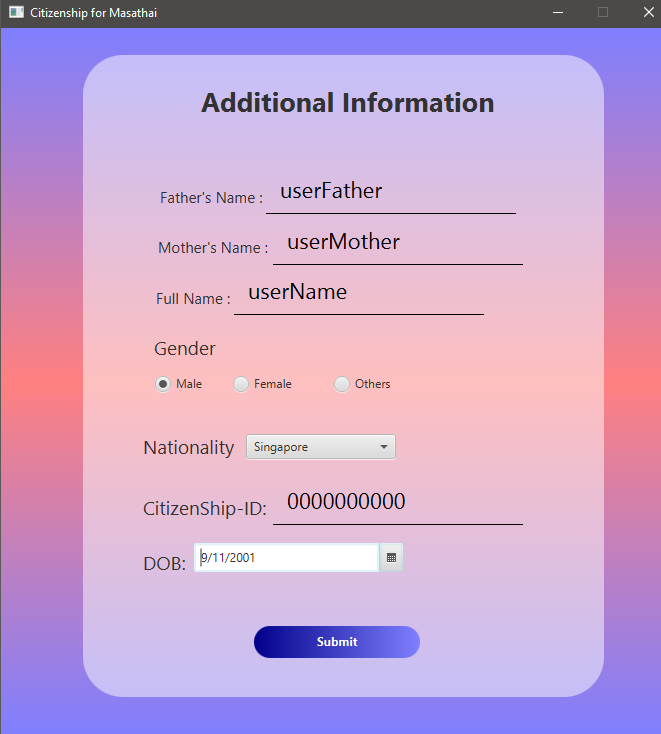 Citizenship for Masathai
Additional Information
Father's Name : userFather
Mother's Name : userMother
Full Name : userName
Gender
Male Female Others
Nationality Singapore
CitizenShip-ID: 0000000000
DOB: 9/11/2001
Submit